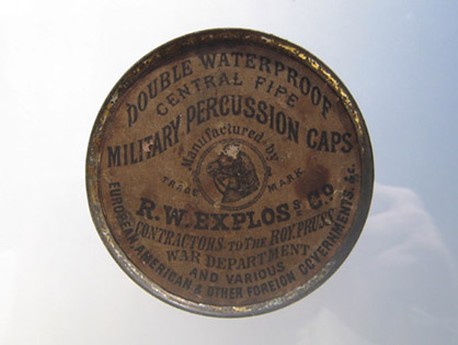 DOUBLE WATERPROOF
CENTRAL FIRE
MILITARY PERCUSSION CAPS
Manufactured by
TRADE MARK
R.W. EXPLOSs Co.
CONTRACTORS TO THE ROY. PRUSS.
WAR DEPARTMENT
AND VARIOUS
EUROPEAN, AMERICAN & OTHER FOREIGN GOVERNMENTS. &c.